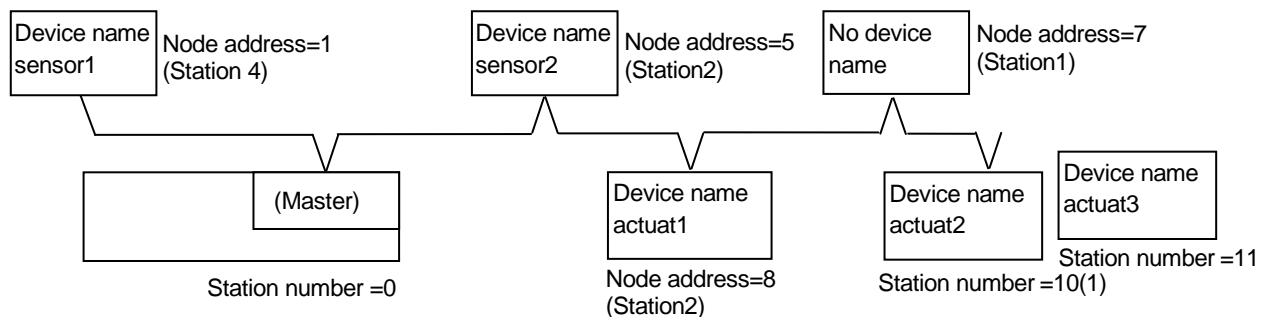 Device name
sensor1
Node address=1
(Station 4)
Device name
sensor2
Node address=5
(Station2)
No device
name
Node address=7
(Station1)
(Master)
Station number =0
Device name
actuat1
Node address=8
(Station2)
Device name
actuat2
Station number =10(1)
Device name
actuat3
Station number =11